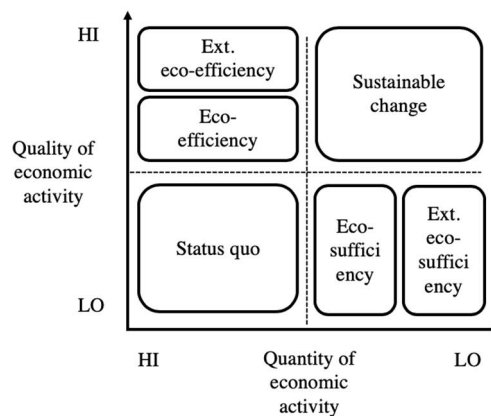 HI
Ext.
eco-efficiency
Sustainable
change
Eco-
efficiency
Quality of
economic
activity
Status quo
Eco-
suffici
ency
Ext.
eco-
suffici
ency
LO
HI
Quantity of
economic
activity
LO